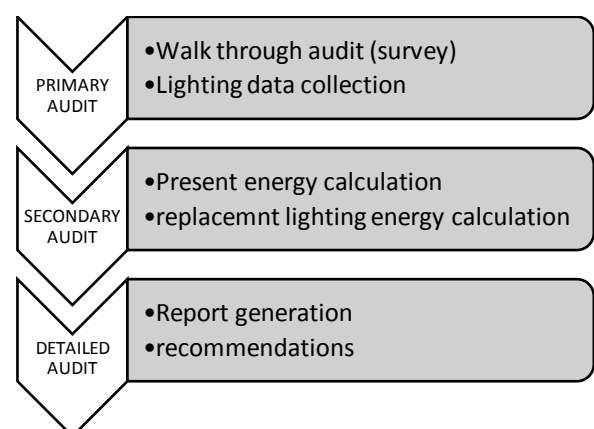 PRIMARY
AUDIT
•Walk through audit (survey)
•Lighting data collection
SECONDARY
AUDIT
•Present energy calculation
•replacemnt lighting energy calculation
DETAILED
AUDIT
•Report generation
•recommendations